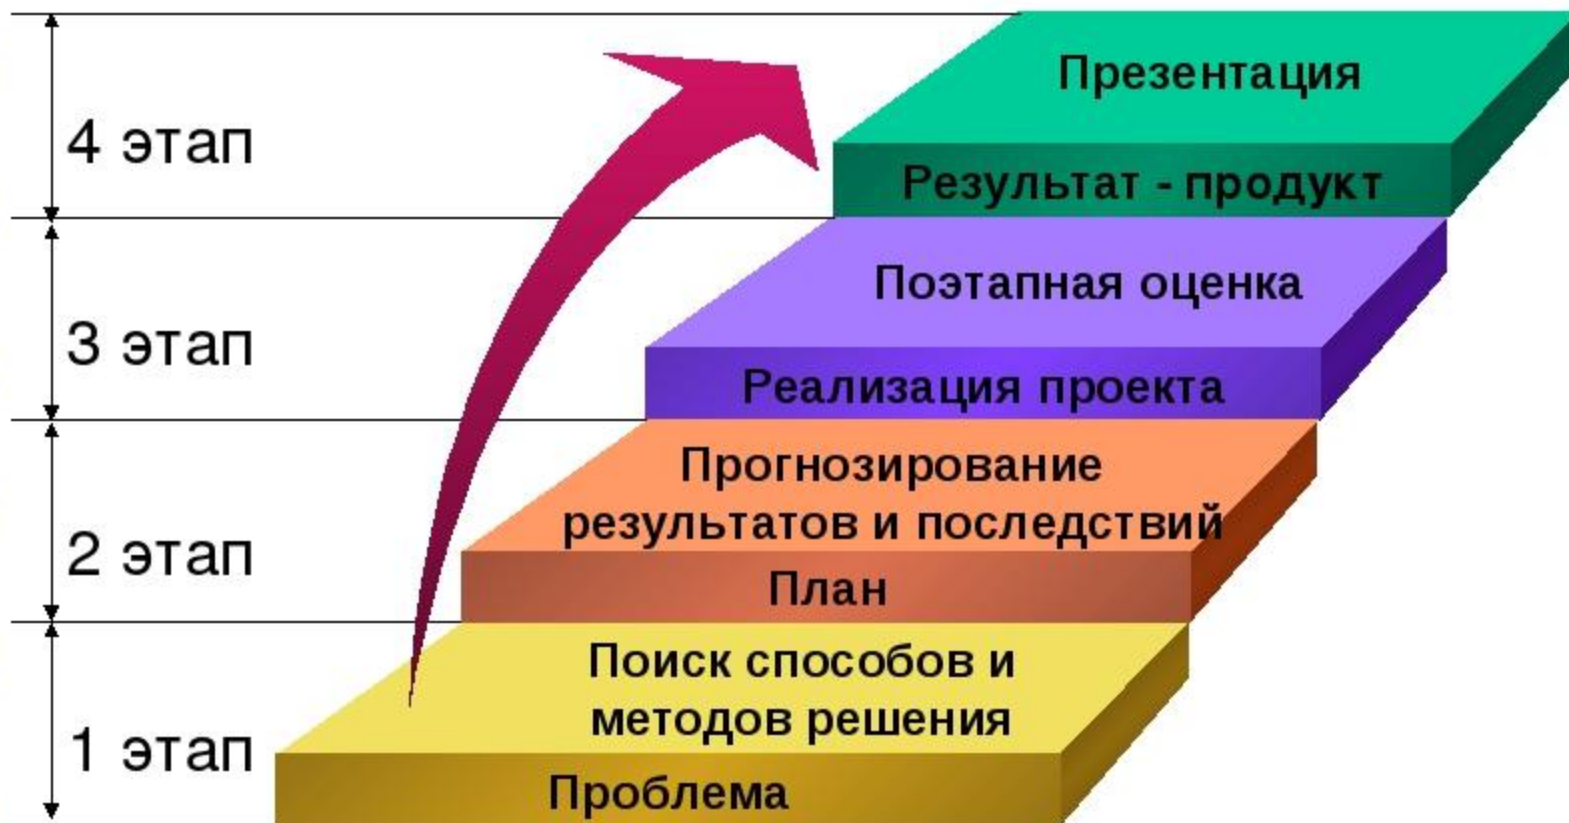 4 этап
Презентация
Результат - продукт
3 этап
Поэтапная оценка
Реализация проекта
2 этап
Прогнозирование
результатов и последствий
План
1 этап
Поиск способов и
методов решения
Проблема